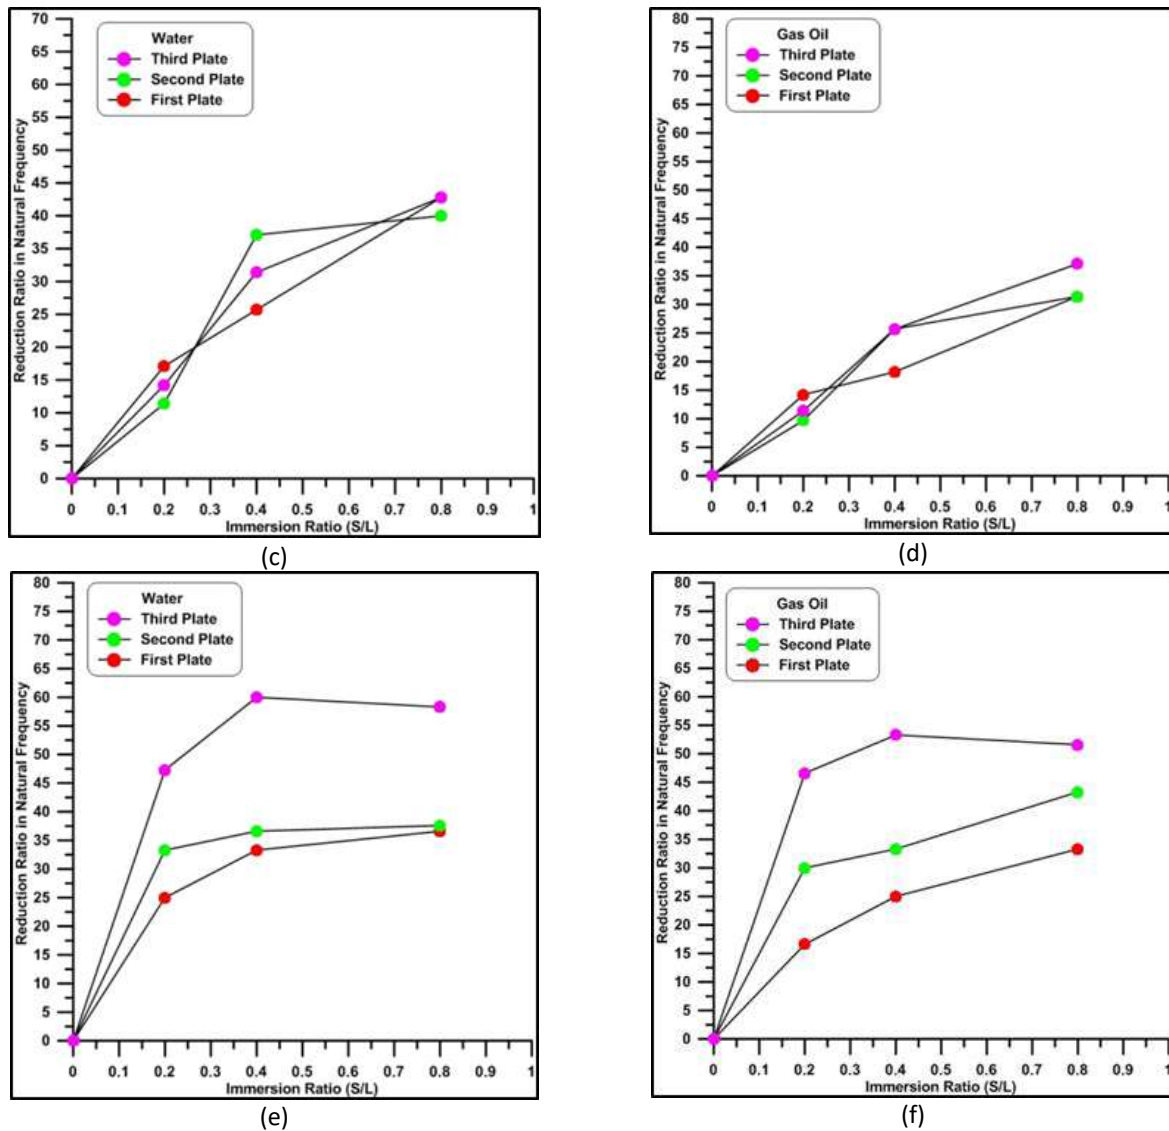 Water
Third Plate
Second Plate
First Plate
Reduction Ratio in Natural Frequency
70
65
60
55
50
45
40
35
30
25
20
15
10
5
0
0 0.1 0.2 0.3 0.4 0.5 0.6 0.7 0.8 0.9 1
Immersion Ratio (S/L)
(c)
Gas Oil
Third Plate
Second Plate
First Plate
Reduction Ratio in Natural Frequency
80
75
70
65
60
55
50
45
40
35
30
25
20
15
10
5
0
0 0.1 0.2 0.3 0.4 0.5 0.6 0.7 0.8 0.9 1
Immersion Ratio (S/L)
(d)
Water
Third Plate
Second Plate
First Plate
Reduction Ratio in Natural Frequency
80
75
70
65
60
55
50
45
40
35
30
25
20
15
10
5
0
0 0.1 0.2 0.3 0.4 0.5 0.6 0.7 0.8 0.9 1
Immersion Ratio (S/L)
(e)
Gas Oil
Third Plate
Second Plate
First Plate
Reduction Ratio in Natural Frequency
80
75
70
65
60
55
50
45
40
35
30
25
20
15
10
5
0
0 0.1 0.2 0.3 0.4 0.5 0.6 0.7 0.8 0.9 1
Immersion Ratio (S/L)
(f)